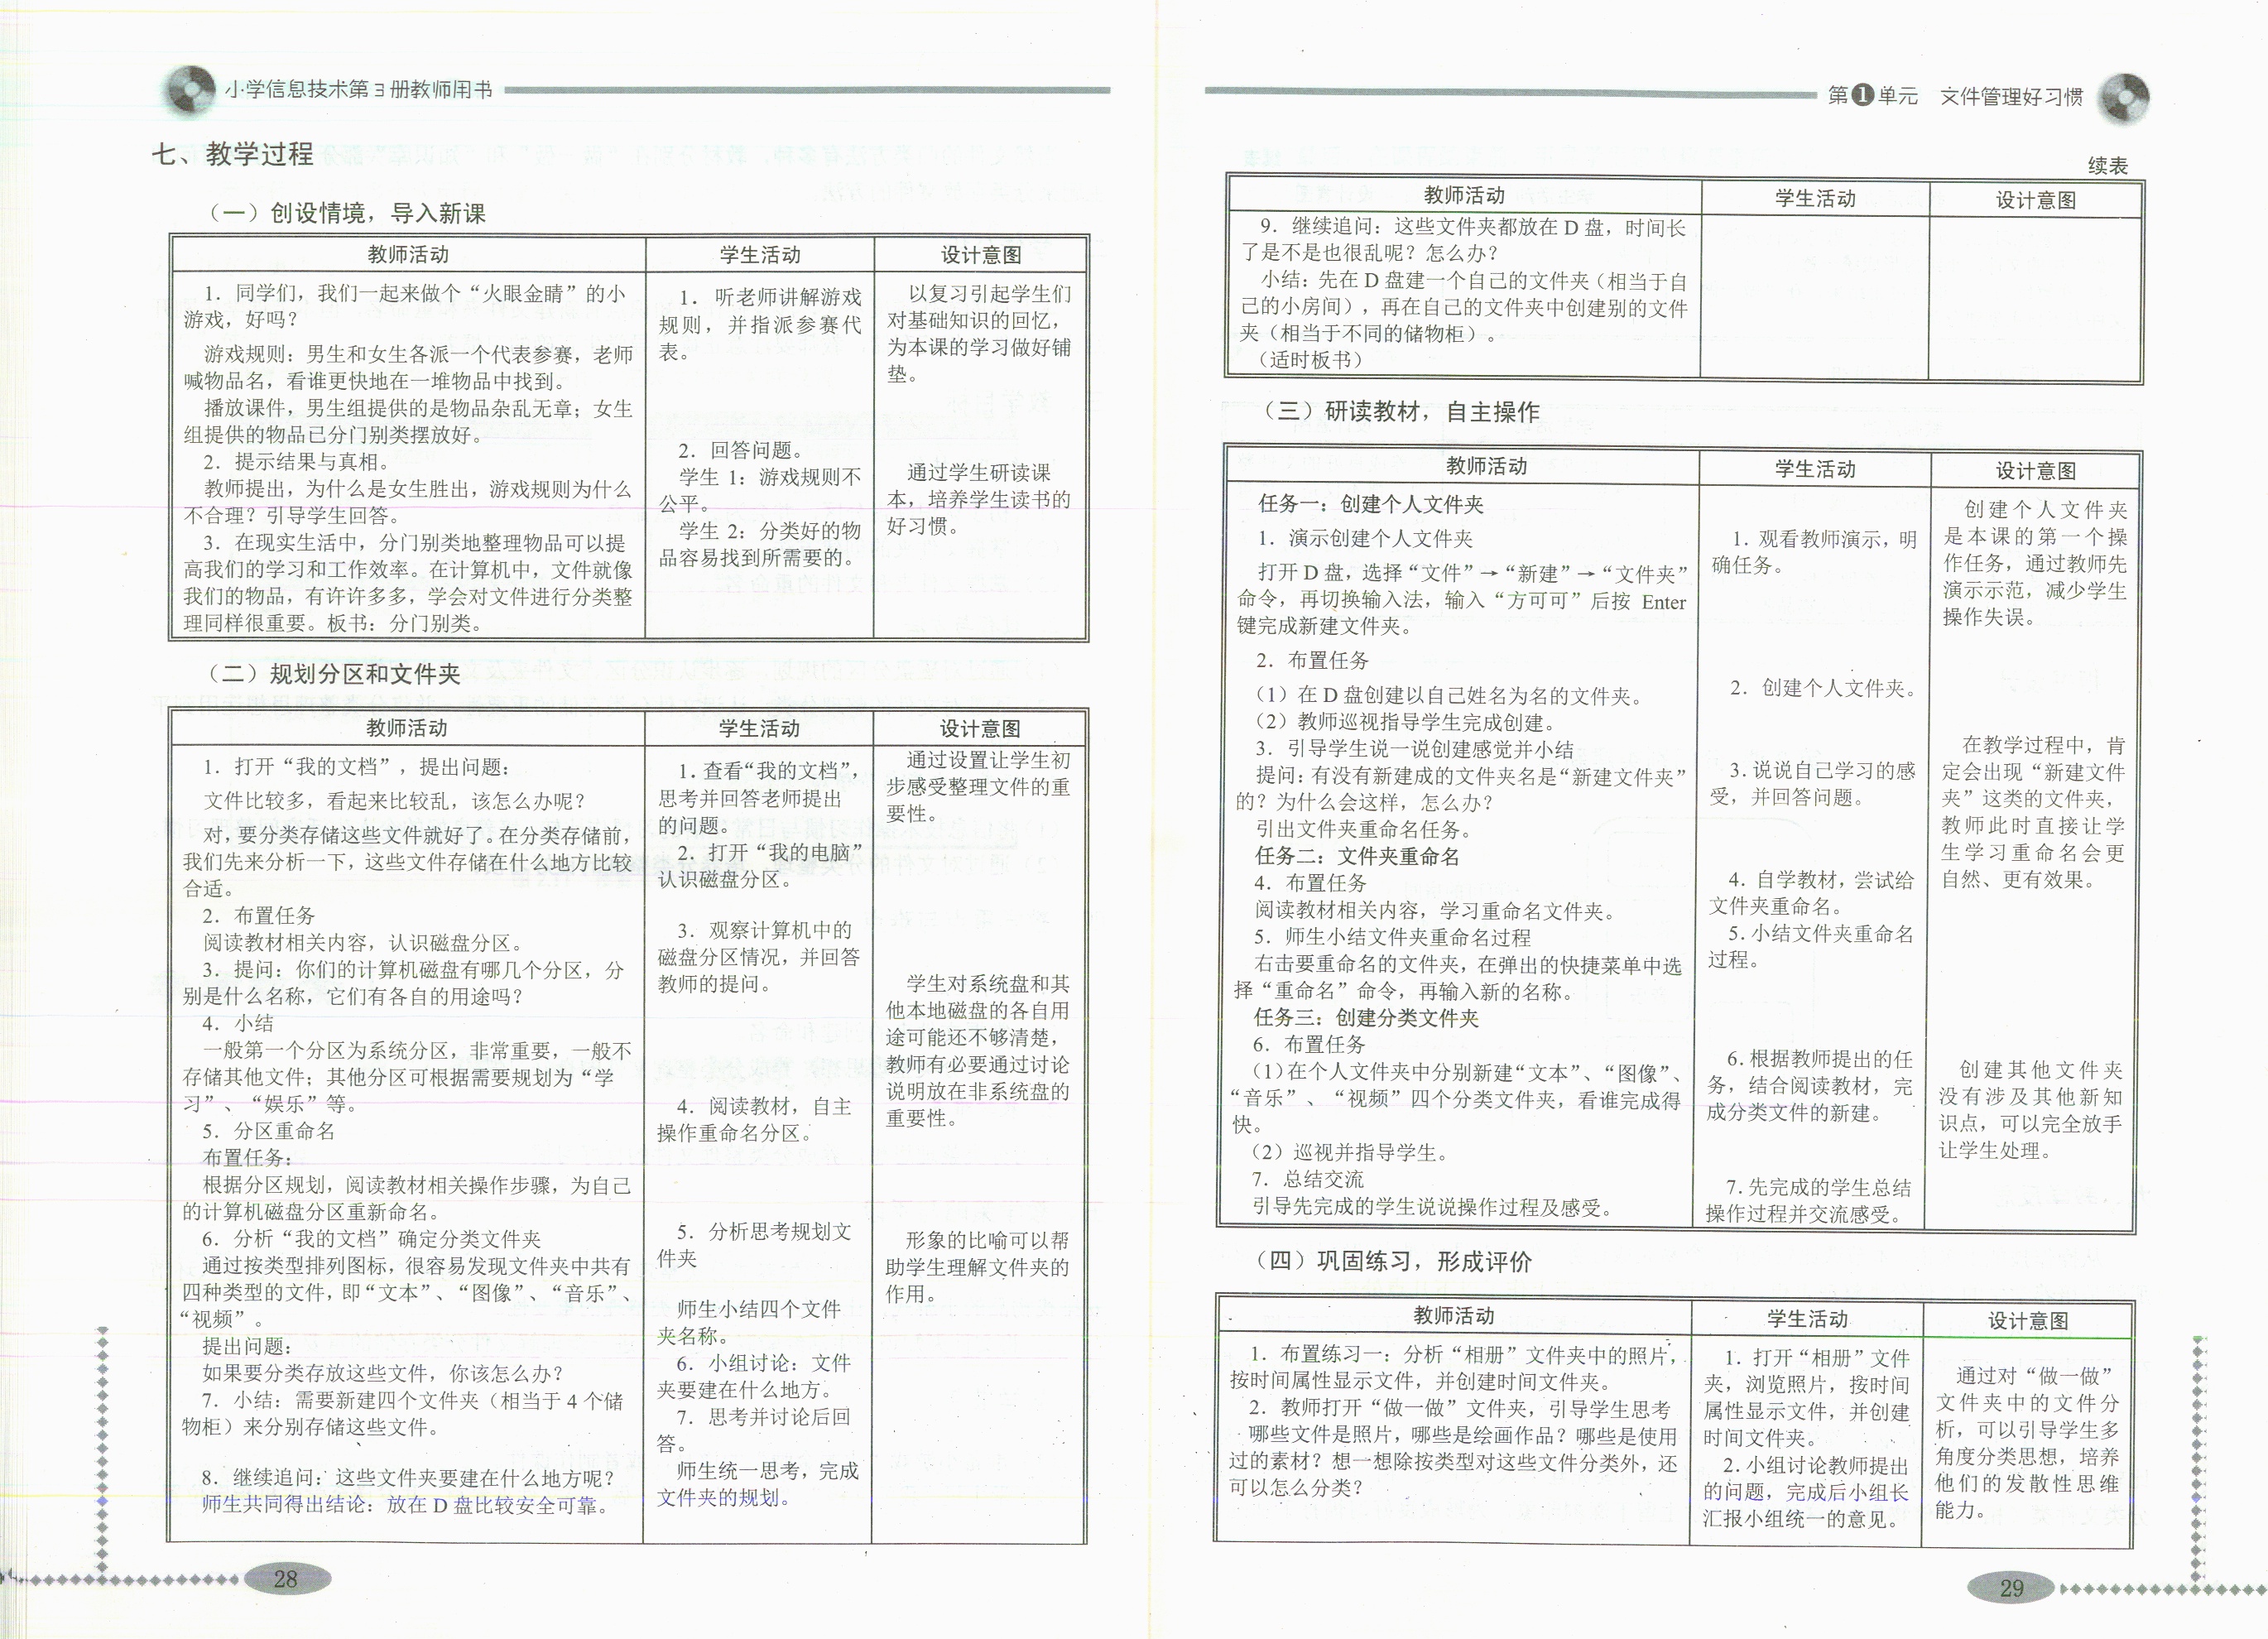 小学信息技术第3册教师用书
七、教学过程
（一）创设情境，导入新课
教师活动
学生活动
设计意图
1．同学们，我们一起来做个“火眼金睛”的小
游戏，好吗？
游戏规则：男生和女生各派一个代表参赛，老师
喊物品名，看谁更快地在一堆物品中找到。
播放课件，男生组提供的是物品杂乱无章；女生
组提供的物品已分门别类摆放好。
2．提示结果与真相。
教师提出，为什么是女生胜出，游戏规则为什么
不合理？引导学生回答。
3．在现实生活中，分门别类地整理物品可以提
高我们的学习和工作效率。在计算机中，文件就像
我们的物品，有许许多多，学会对文件进行分类整
理同样很重要。板书：分门别类。
1．听老师讲解游戏
规则，并指派参赛代
表。
2．回答问题。
学生 1：游戏规则不
公平。
学生 2：分类好的物
品容易找到所需要的。
以复习引起学生们
对基础知识的回忆，
为本课的学习做好铺
垫。
通过学生研读课
本，培养学生读书的
好习惯。
（二）规划分区和文件夹
教师活动
学生活动
设计意图
1．打开“我的文档”，提出问题：
文件比较多，看起来比较乱，该怎么办呢？
对，要分类存储这些文件就好了。在分类存储前，
我们先来分析一下，这些文件存储在什么地方比较
合适。
2．布置任务
阅读教材相关内容，认识磁盘分区。
3．提问：你们的计算机磁盘有哪几个分区，分
别是什么名称，它们有各自的用途吗？
4．小结
一般第一个分区为系统分区，非常重要，一般不
存储其他文件；其他分区可根据需要规划为“学
习”、“娱乐”等。
5．分区重命名
布置任务：
根据分区规划，阅读教材相关操作步骤，为自己
的计算机磁盘分区重新命名。
6．分析“我的文档”确定分类文件夹
通过按类型排列图标，很容易发现文件夹中共有
四种类型的文件，即“文本”、“图像”、“音乐”、
“视频”。
提出问题：
如果要分类存放这些文件，你该怎么办？
7．小结：需要新建四个文件夹（相当于 4 个储
物柜）来分别存储这些文件。
8．继续追问：这些文件夹要建在什么地方呢？
师生共同得出结论：放在 D 盘比较安全可靠。
1．查看“我的文档”，
思考并回答老师提出
的问题。
2．打开“我的电脑”
认识磁盘分区。
3．观察计算机中的
磁盘分区情况，并回答
教师的提问。
4．阅读教材，自主
操作重命名分区。
5．分析思考规划文
件夹
师生小结四个文件
夹名称。
6．小组讨论：文件
夹要建在什么地方。
7．思考并讨论后回
答。
师生统一思考，完成
文件夹的规划。
通过设置让学生初
步感受整理文件的重
要性。
学生对系统盘和其
他本地磁盘的各自用
途可能还不够清楚，
教师有必要通过讨论
说明放在非系统盘的
重要性。
形象的比喻可以帮
助学生理解文件夹的
作用。
28
第1单元　文件管理好习惯
续表
教师活动
学生活动
设计意图
9．继续追问：这些文件夹都放在 D 盘，时间长
了是不是也很乱呢？怎么办？
小结：先在 D 盘建一个自己的文件夹（相当于自
己的小房间），再在自己的文件夹中创建别的文件
夹（相当于不同的储物柜）。
（适时板书）
（三）研读教材，自主操作
教师活动
学生活动
设计意图
任务一：创建个人文件夹
1．演示创建个人文件夹
打开 D 盘，选择“文件”→“新建”→“文件夹”
命令，再切换输入法，输入“方可可”后按 Enter
键完成新建文件夹。
2．布置任务
（1）在 D 盘创建以自己姓名为名的文件夹。
（2）教师巡视指导学生完成创建。
3．引导学生说一说创建感觉并小结
提问：有没有新建成的文件夹名是“新建文件夹”
的？为什么会这样，怎么办？
引出文件夹重命名任务。
任务二：文件夹重命名
4．布置任务
阅读教材相关内容，学习重命名文件夹。
5．师生小结文件夹重命名过程
右击要重命名的文件夹，在弹出的快捷菜单中选
择“重命名”命令，再输入新的名称。
任务三：创建分类文件夹
6．布置任务
（1）在个人文件夹中分别新建“文本”、“图像”、
“音乐”、“视频”四个分类文件夹，看谁完成得
快。
（2）巡视并指导学生。
7．总结交流
引导先完成的学生说说操作过程及感受。
1．观看教师演示，明
确任务。
2．创建个人文件夹。
3．说说自己学习的感
受，并回答问题。
4．自学教材，尝试给
文件夹重命名。
5．小结文件夹重命名
过程。
6．根据教师提出的任
务，结合阅读教材，完
成分类文件的新建。
7．先完成的学生总结
操作过程并交流感受。
创建个人文件夹
是本课的第一个操
作任务，通过教师先
演示示范，减少学生
操作失误。
在教学过程中，肯
定会出现“新建文件
夹”这类的文件夹，
教师此时直接让学
生学习重命名会更
自然、更有效果。
创建其他文件夹
没有涉及其他新知
识点，可以完全放手
让学生处理。
（四）巩固练习，形成评价
教师活动
学生活动
设计意图
1．布置练习一：分析“相册”文件夹中的照片，
按时间属性显示文件，并创建时间文件夹。
2．教师打开“做一做”文件夹，引导学生思考
哪些文件是照片，哪些是绘画作品？哪些是使用
过的素材？想一想除按类型对这些文件分类外，还
可以怎么分类？
1．打开“相册”文件
夹，浏览照片，按时间
属性显示文件，并创建
时间文件夹。
2．小组讨论教师提出
的问题，完成后小组长
汇报小组统一的意见。
通过对“做一做”
文件夹中的文件分
析，可以引导学生多
角度分类思想，培养
他们的发散性思维
能力。
29